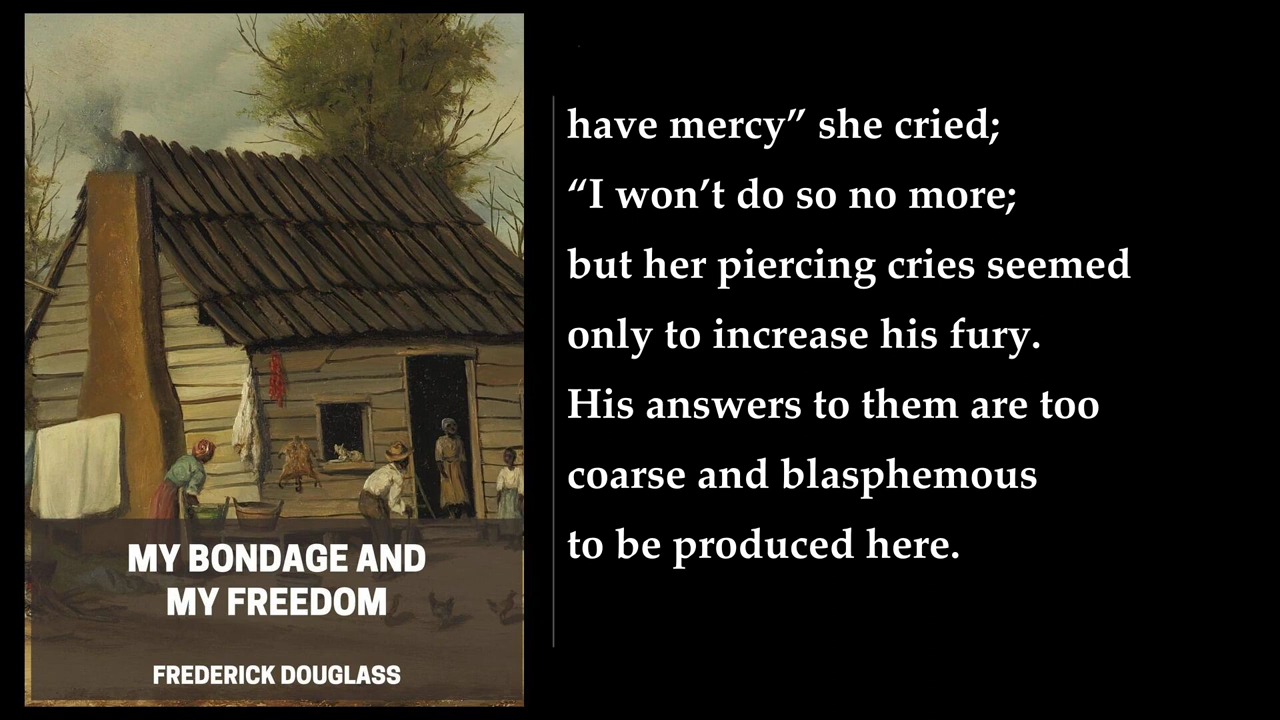 MY BONDAGE AND
MY FREEDOM
FREDERICK DOUGLASS
have mercy” she cried;
“I won’t do so no more;
but her piercing cries seemed
only to increase his fury.
His answers to them are too
coarse and blasphemous
to be produced here.